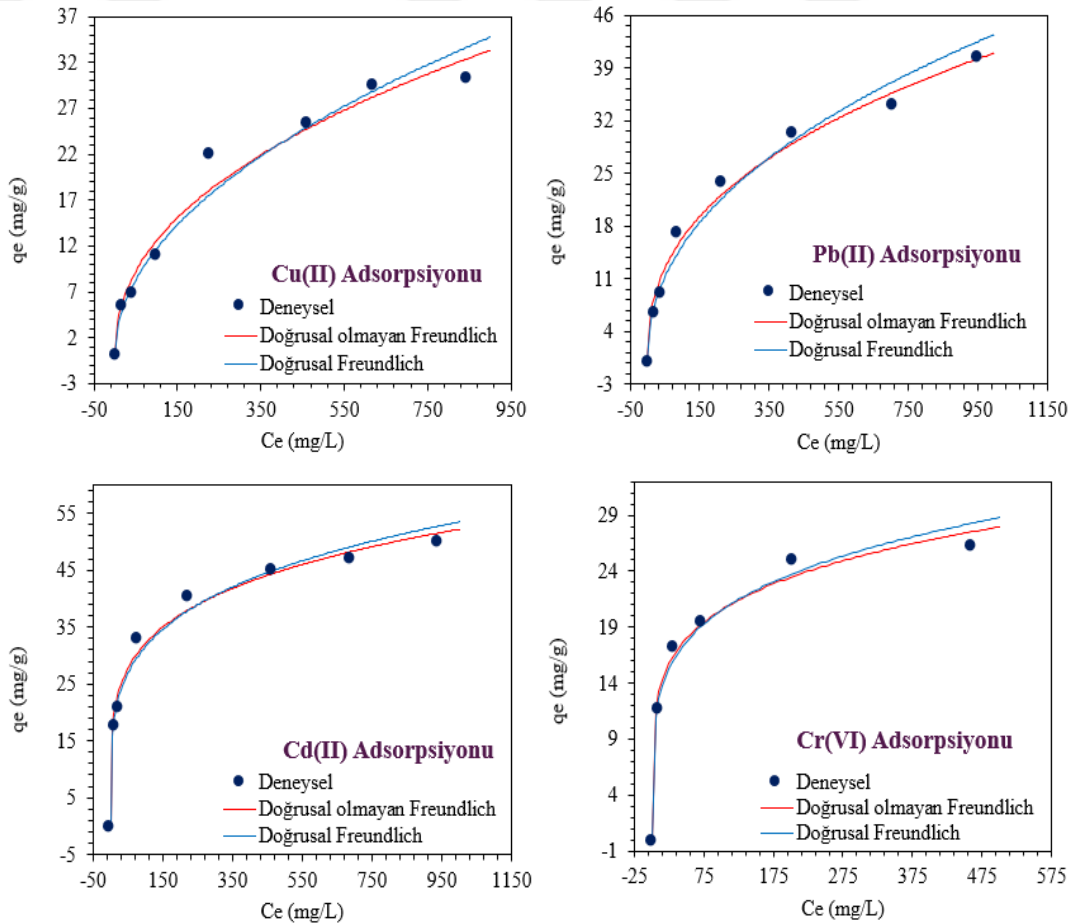 37
32
27
22
17
12
7
2
-3
qe (mg/g)
Cu(II) Adsorpsiyonu
Deneysel
Doğrusal olmayan Freundlich
Doğrusal Freundlich
-50 150 350 550 750 950
Ce (mg/L)
46
39
32
25
18
11
4
-3
qe (mg/g)
Pb(II) Adsorpsiyonu
Deneysel
Doğrusal olmayan Freundlich
Doğrusal Freundlich
-50 150 350 550 750 950 1150
Ce (mg/L)
55
45
35
25
15
5
-5
qe (mg/g)
Cd(II) Adsorpsiyonu
Deneysel
Doğrusal olmayan Freundlich
Doğrusal Freundlich
-50 150 350 550 750 950 1150
Ce (mg/L)
29
24
19
14
9
4
-1
qe (mg/g)
Cr(VI) Adsorpsiyonu
Deneysel
Doğrusal olmayan Freundlich
Doğrusal Freundlich
-25 75 175 275 375 475 575
Ce (mg/L)